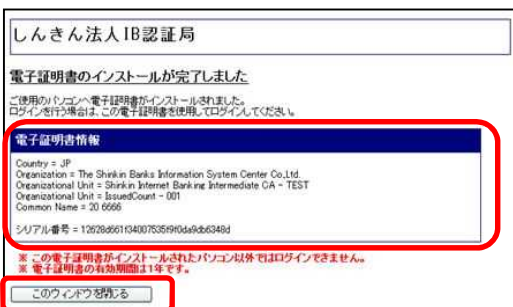 しんきん法人IB認証局
電子証明書のインストールが完了しました
ご使用のパソコンへ電子証明書がインストールされました。
ログインを行う場合は、この電子証明書を使用してログインしてください。
電子証明書情報
Country = JP
Organization = The Shinkin Banks Information System Center Co.,Ltd.
Organizational Unit = Shinkin Internet Banking Intermediate CA - TEST
Organizational Unit = IssuedCount - 001
Common Name = 20 6666
シリアル番号 = 12628d661f34007535f9f0da9db6348d
※ この電子証明書がインストールされたパソコン以外ではログインできません。
※ 電子証明書の有効期間は1年です。
このウィンドウを閉じる